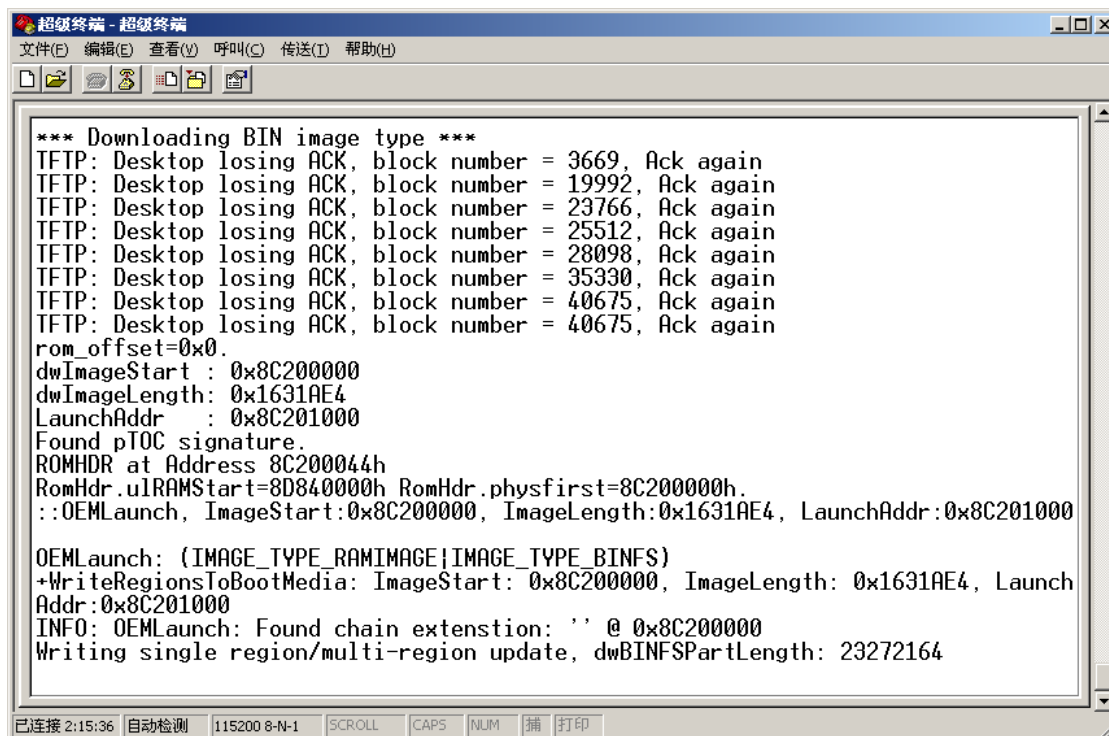 超级终端 - 超级终端
文件(F) 编辑(E) 查看(V) 呼叫(C) 传送(T) 帮助(H)
*** Downloading BIN image type ***
TFTP: Desktop losing ACK, block number = 3669, Ack again
TFTP: Desktop losing ACK, block number = 19992, Ack again
TFTP: Desktop losing ACK, block number = 23766, Ack again
TFTP: Desktop losing ACK, block number = 25512, Ack again
TFTP: Desktop losing ACK, block number = 28098, Ack again
TFTP: Desktop losing ACK, block number = 35330, Ack again
TFTP: Desktop losing ACK, block number = 40675, Ack again
TFTP: Desktop losing ACK, block number = 40675, Ack again
rom_offset=0x0.
dwImageStart : 0x8C200000
dwImageLength: 0x1631AE4
LaunchAddr   : 0x8C201000
Found pTOC signature.
ROMHDR at Address 8C200044h
RomHdr.ulRAMStart=8D840000h RomHdr.physfirst=8C200000h.
::OEMLaunch, ImageStart:0x8C200000, ImageLength:0x1631AE4, LaunchAddr:0x8C201000
OEMLaunch: (IMAGE_TYPE_RAMIMAGE|IMAGE_TYPE_BINFS)
+WriteRegionsToBootMedia: ImageStart: 0x8C200000, ImageLength: 0x1631AE4, Launch
Addr:0x8C201000
INFO: OEMLaunch: Found chain extenstion: '' @ 0x8C200000
Writing single region/multi-region update, dwBINFSPartLength: 23272164
已连接 2:15:36 自动检测 115200 8-N-1 SCROLL CAPS NUM 捕 打印